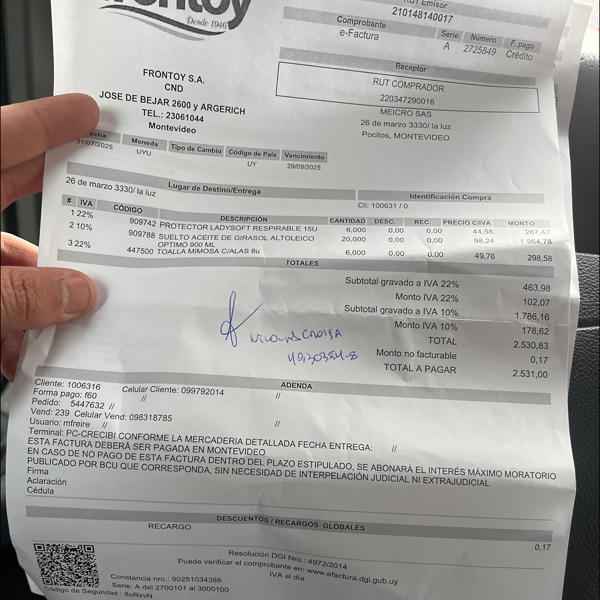 Desde 1946
RUT Emisor
210148140017
Comprobante Serie Número F. pago
e-Factura A 2725849 Crédito
Receptor
RUT COMPRADOR
220347290016
MEICRO SAS
26 de marzo 3330/ la luz
Pocitos, MONTEVIDEO
FRONTOY S.A.
CND
JOSE DE BEJAR 2600 y ARGERICH
TEL.: 23061044
Montevideo
Fecha Moneda Tipo de Cambio Código de País Vencimiento
31/07/2025 UYU UY 29/09/2025
Lugar de Destino/Entrega Identificación Compra
26 de marzo 3330/ la luz Cli: 100631 / 0
# IVA CÓDIGO DESCRIPCIÓN CANTIDAD DESC. REC. PRECIO C/IVA MONTO
1 22% 909742 PROTECTOR LADYSOFT RESPIRABLE 15U 6,000 0,00 0,00 44,58 267,47
2 10% 909788 SUELTO ACEITE DE GIRASOL ALTOLEICO 20,000 0,00 0,00 98,24 1.964,78
OPTIMO 900 ML
3 22% 447500 TOALLA MIMOSA C/ALAS 8u 6,000 0,00 0,00 49,76 298,58
TOTALES
Subtotal gravado a IVA 22% 463,98
Monto IVA 22% 102,07
Subtotal gravado a IVA 10% 1.786,16
Monto IVA 10% 178,62
TOTAL 2.530,83
Monto no facturable 0,17
TOTAL A PAGAR 2.531,00
ADENDA
Cliente: 1006316 Celular Cliente: 099792014 //
Forma pago: f60 //
Pedido: 5447632 //
Vend: 239 Celular Vend: 098318785
Usuario: mfreire // //
Terminal: PC-CRECIBI CONFORME LA MERCADERIA DETALLADA FECHA ENTREGA: //
ESTA FACTURA DEBERÁ SER PAGADA EN MONTEVIDEO
EN CASO DE NO PAGO DE ESTA FACTURA DENTRO DEL PLAZO ESTIPULADO, SE ABONARÁ EL INTERÉS MÁXIMO MORATORIO
PUBLICADO POR BCU QUE CORRESPONDA, SIN NECESIDAD DE INTERPELACIÓN JUDICIAL NI EXTRAJUDICIAL
Firma
Aclaración
Cédula
DESCUENTOS / RECARGOS GLOBALES
RECARGO 0,17
Resolución DGI Nro.: 4972/2014
Puede verificar el comprobante en: www.efactura.dgi.gub.uy
IVA al día
Constancia nro.: 90251034386
Serie: A del 2700101 al 3000100
Código de Seguridad : 8oRxvN